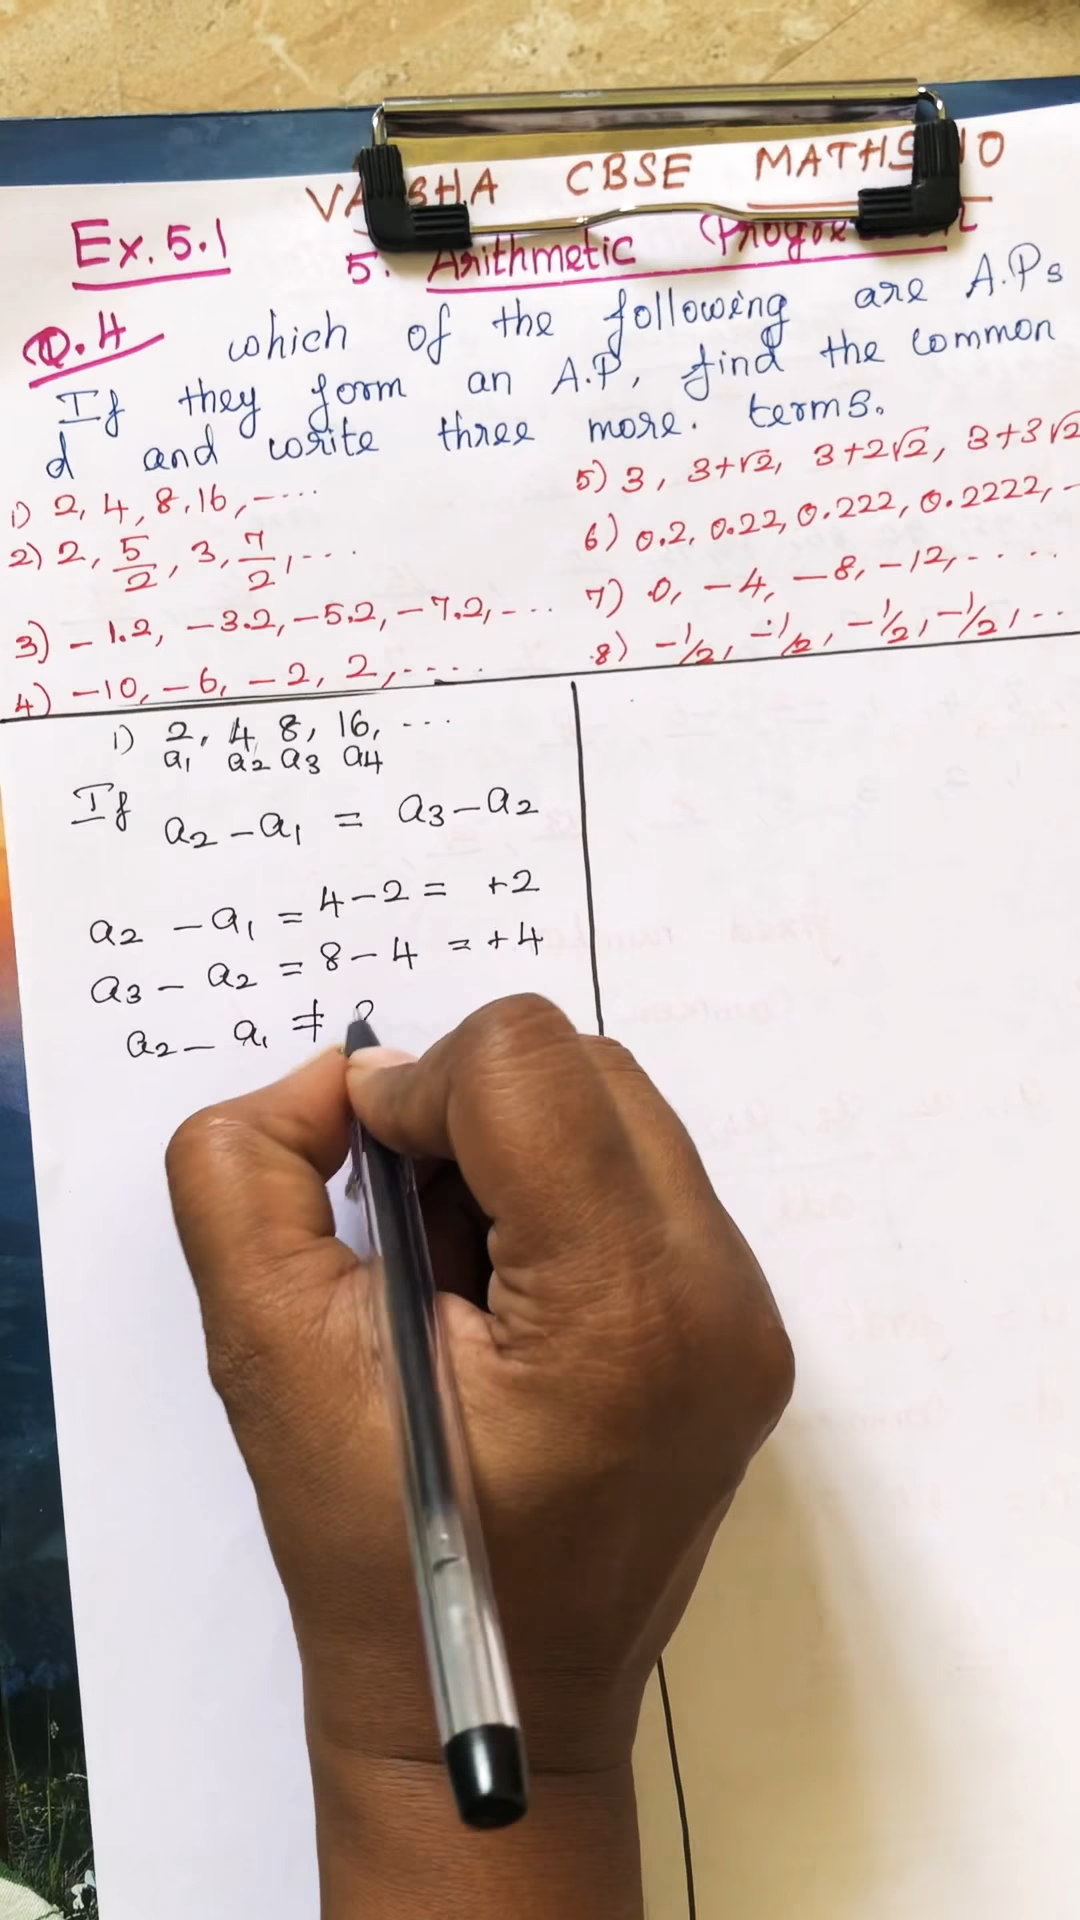 CBSE MATHS 10
Ex. 5.1
5. Arithmetic
Q.4 which of the following are A.Ps
If they form an A.P, find the common
d and write three more. terms.
1) 2, 4, 8, 16, ----
2) 2, 5/2, 3, 7/2, ...
3) -1.2, -3.2, -5.2, -7.2, -...
4) -10, -6, -2, 2, ----
5) 3, 3+√2, 3+2√2, 3+3√2
6) 0.2, 0.22, 0.222, 0.2222, -
7) 0, -4, -8, -12, ....
8) -1/2, -1/2, -1/2, -1/2, ..
1) 2, 4, 8, 16, ...
a1 a2 a3 a4
If a2 - a1 = a3 - a2
a2 - a1 = 4 - 2 = +2
a3 - a2 = 8 - 4 = +4
a2 - a1 ≠